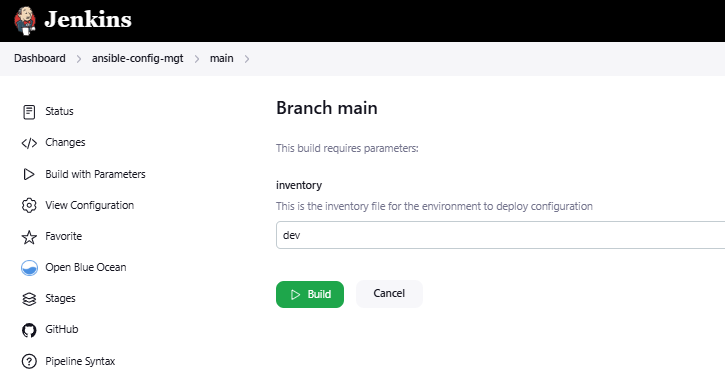 Jenkins
Dashboard > ansible-config-mgt > main >
Status
Changes
Build with Parameters
View Configuration
Favorite
Open Blue Ocean
Stages
GitHub
Pipeline Syntax
Branch main
This build requires parameters:
inventory
This is the inventory file for the environment to deploy configuration
dev
Build Cancel